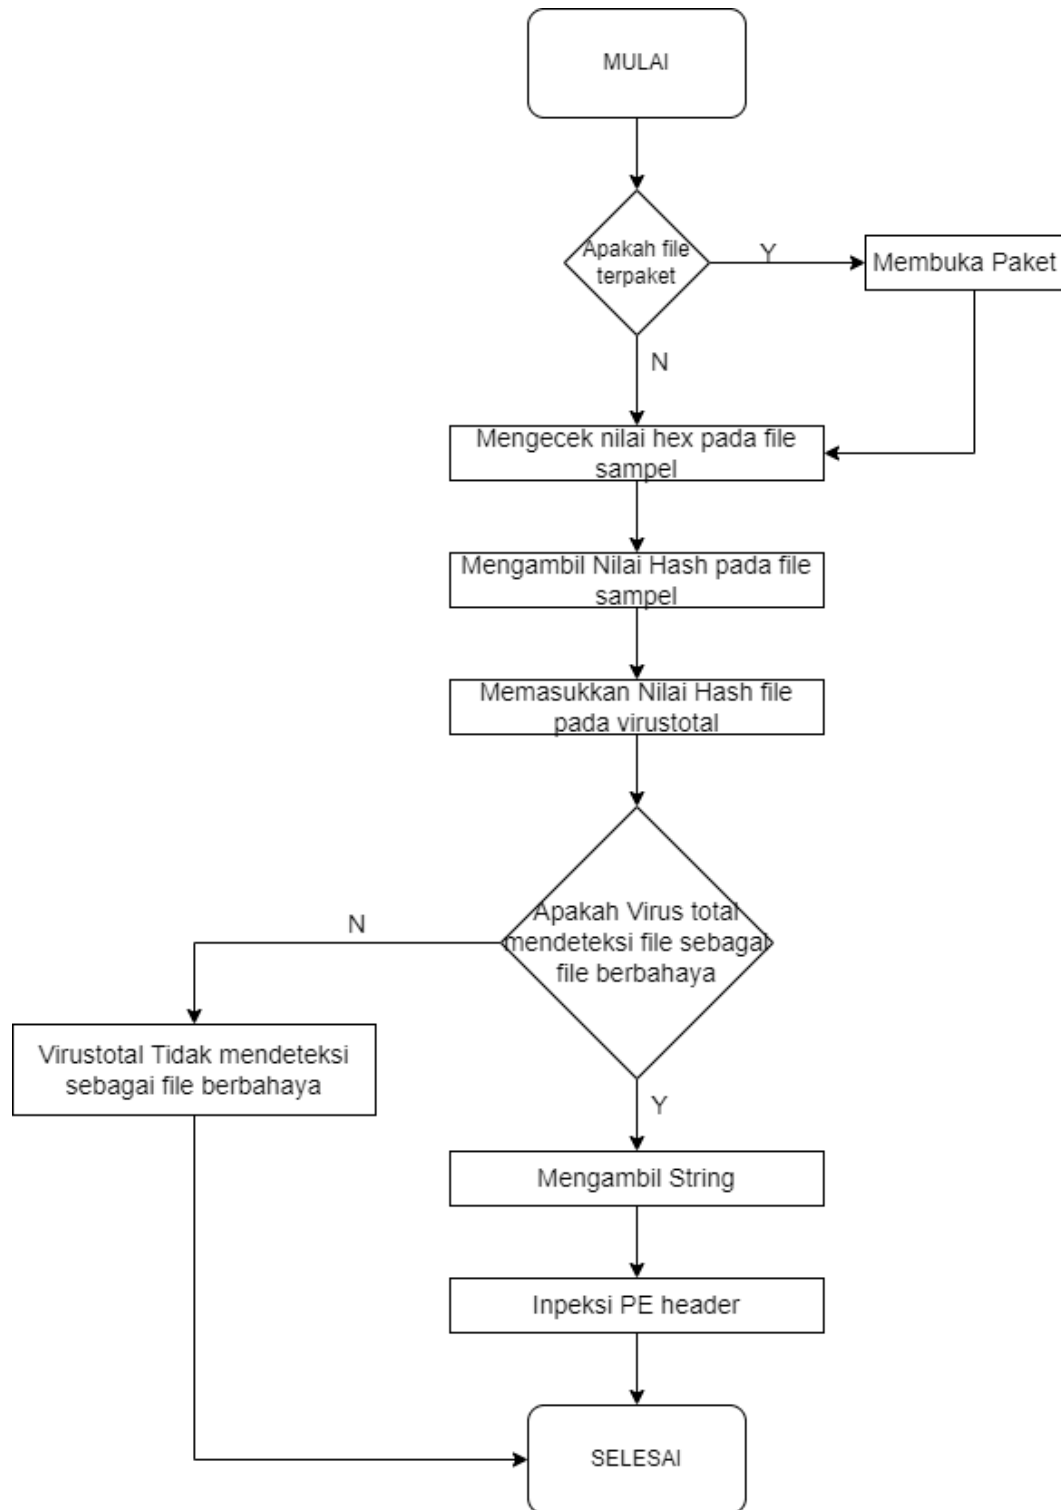 MULAI
Apakah file
terpaket
Y
Membuka Paket
N
Mengecek nilai hex pada file
sampel
Mengambil Nilai Hash pada file
sampel
Memasukkan Nilai Hash file
pada virustotal
Apakah Virus total
mendeteksi file sebagai
file berbahaya
N
Virustotal Tidak mendeteksi
sebagai file berbahaya
Y
Mengambil String
Inpeksi PE header
SELESAI